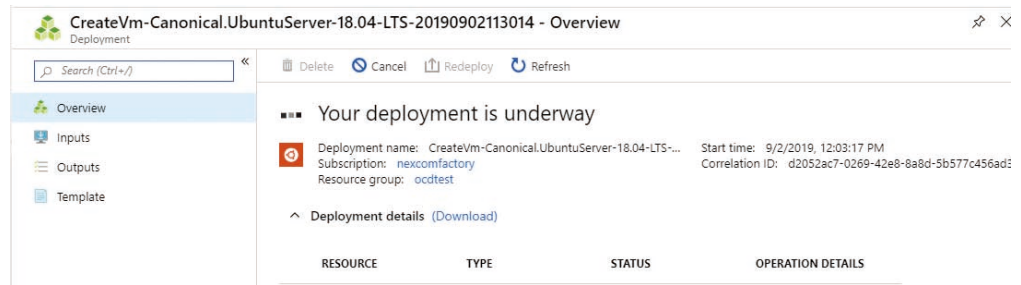 CreateVm-Canonical.UbuntuServer-18.04-LTS-20190902113014 - Overview
Deployment
Search (Ctrl+/)
«
Delete Cancel Redeploy Refresh
Overview
Inputs
Outputs
Template
Your deployment is underway
Deployment name: CreateVm-Canonical.UbuntuServer-18.04-LTS-... Start time: 9/2/2019, 12:03:17 PM
Subscription: nexcomfactory Correlation ID: d2052ac7-0269-42e8-8a8d-5b577c456ad3
Resource group: ocdtest
Deployment details (Download)
RESOURCE TYPE STATUS OPERATION DETAILS